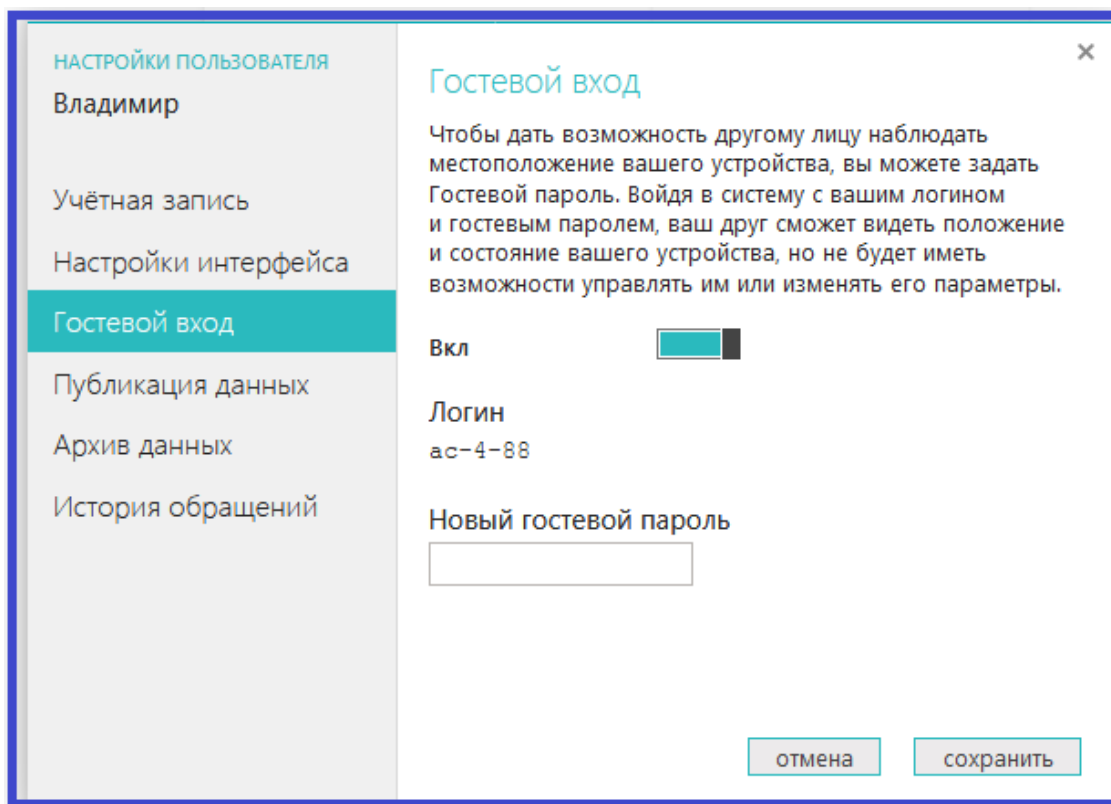 НАСТРОЙКИ ПОЛЬЗОВАТЕЛЯ
Владимир
Учётная запись
Настройки интерфейса
Гостевой вход
Публикация данных
Архив данных
История обращений
Гостевой вход
Чтобы дать возможность другому лицу наблюдать
местоположение вашего устройства, вы можете задать
Гостевой пароль. Войдя в систему с вашим логином
и гостевым паролем, ваш друг сможет видеть положение
и состояние вашего устройства, но не будет иметь
возможности управлять им или изменять его параметры.
Вкл
Логин
ac-4-88
Новый гостевой пароль
отмена
сохранить